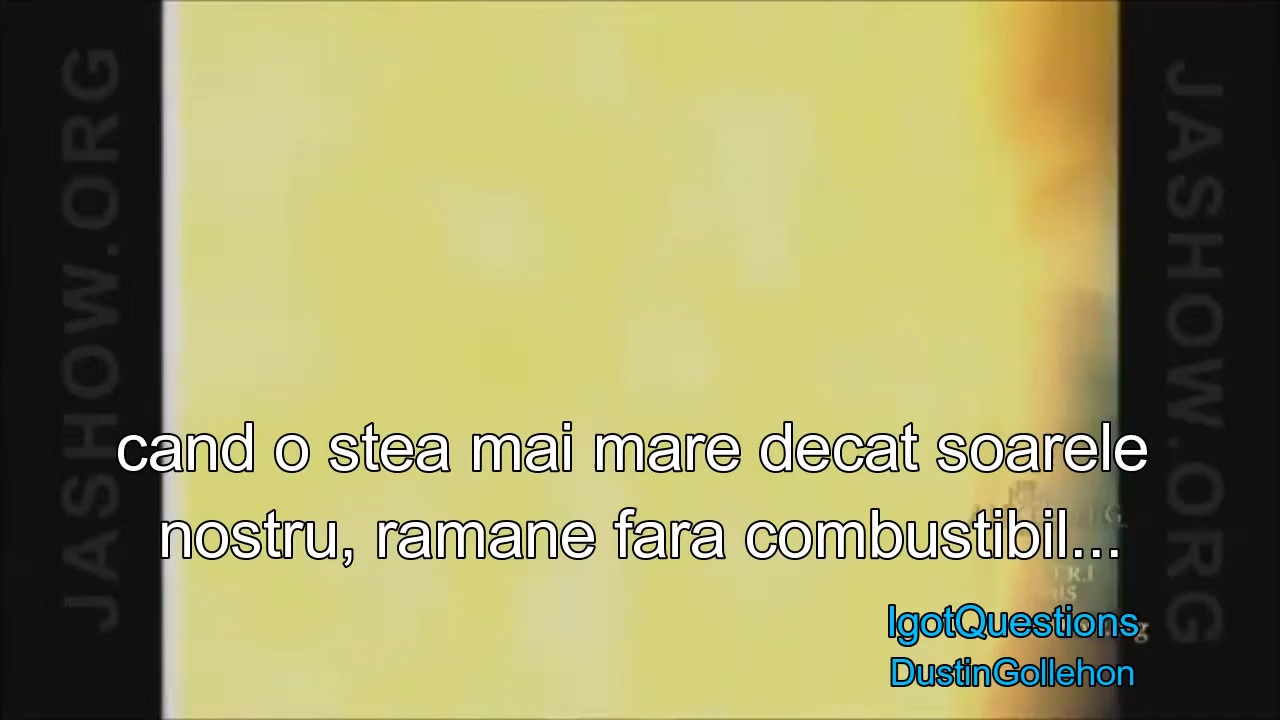 JASHOW.ORG
JASHOW.ORG
cand o stea mai mare decat soarele
nostru, ramane fara combustibil...
IgotQuestions
DustinGollehon